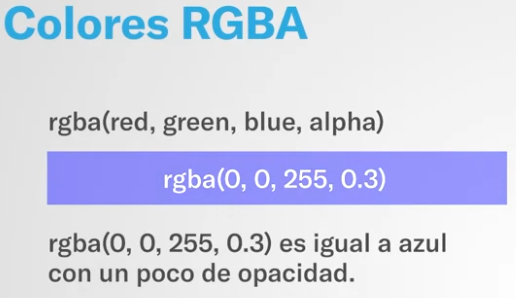 Colores RGBA
rgba(red, green, blue, alpha)
rgba(0, 0, 255, 0.3)
rgba(0, 0, 255, 0.3) es igual a azul
con un poco de opacidad.